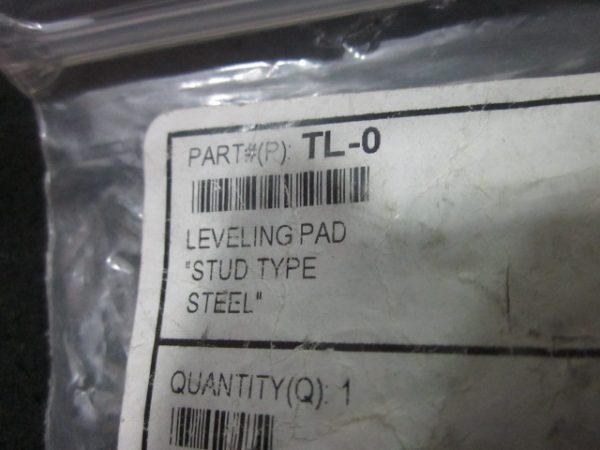 PART#(P): TL-0
LEVELING PAD
"STUD TYPE
STEEL"
QUANTITY(Q): 1